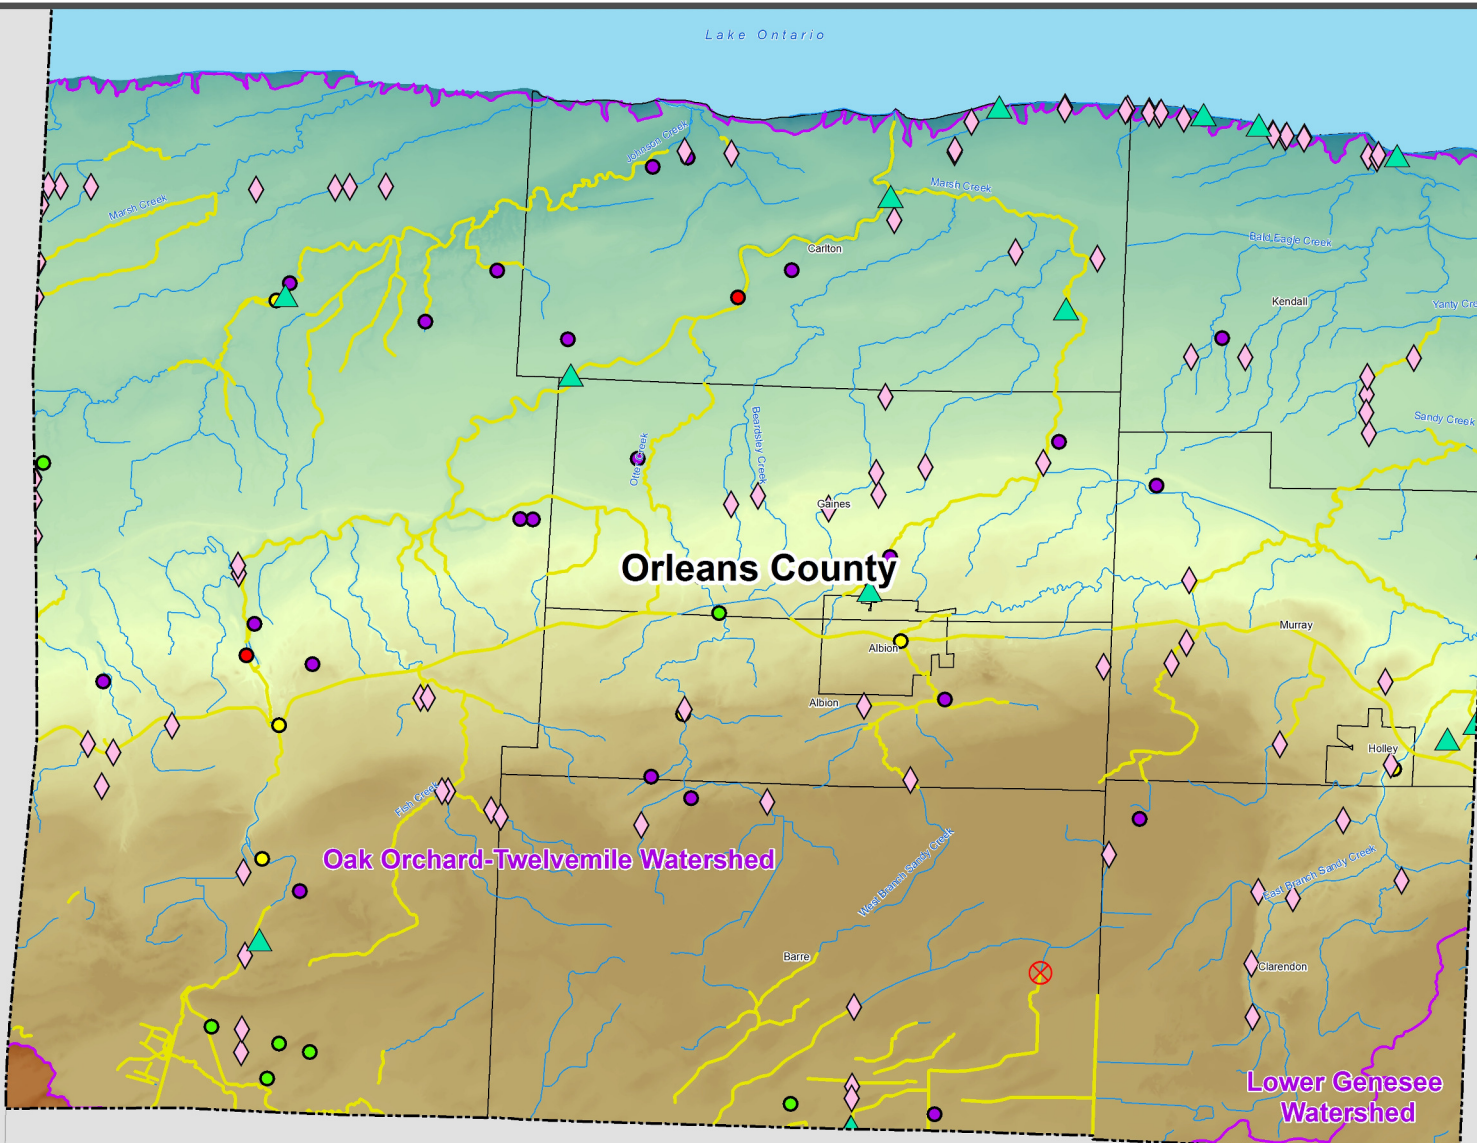 Lake Ontario
Johnson Creek
Marsh Creek
Marsh Creek
Carlton
Bald Eagle Creek
Kendall
Yanty Cre
Beardsley Creek
Sandy Creek
Otter Creek
Gaines
Orleans County
Murray
Albion
Albion
Holley
Fish Creek
Oak Orchard-Twelvemile Watershed
West Branch Sandy Creek
East Branch Sandy Creek
Barre
Clarendon
Lower Genesee
Watershed